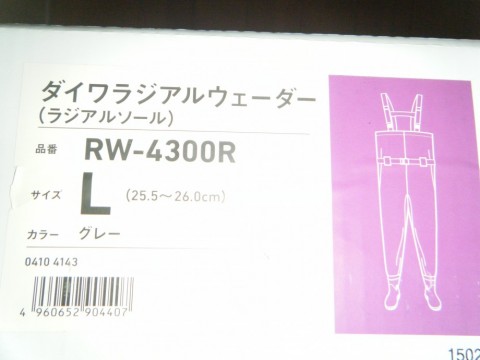 ダイワラジアルウェーダー
(ラジアルソール)
品番 RW-4300R
サイズ L (25.5～26.0cm)
カラー グレー
0410 4143
4 960652 904407
1502